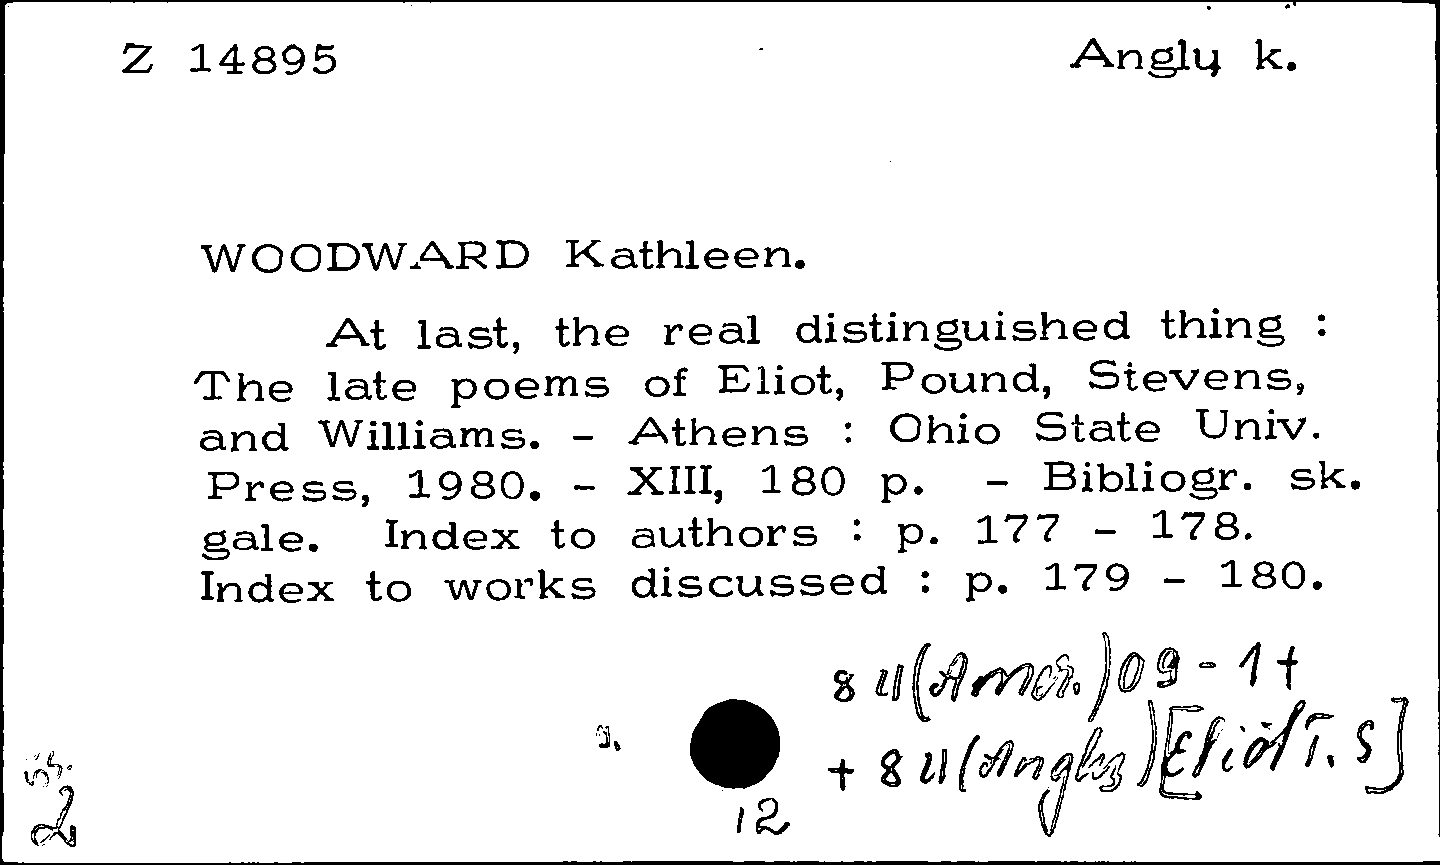 Z 14895 Anglų k.
WOODWARD Kathleen.
At last, the real distinguished thing :
The late poems of Eliot, Pound, Stevens,
and Williams. - Athens : Ohio State Univ.
Press, 1980. - XIII, 180 p. - Bibliogr. sk.
gale. Index to authors : p. 177 - 178.
Index to works discussed : p. 179 - 180.
8 И(Amer.)09-1+
+ 8 И(Anglų)[Eliot T. S]
12
2